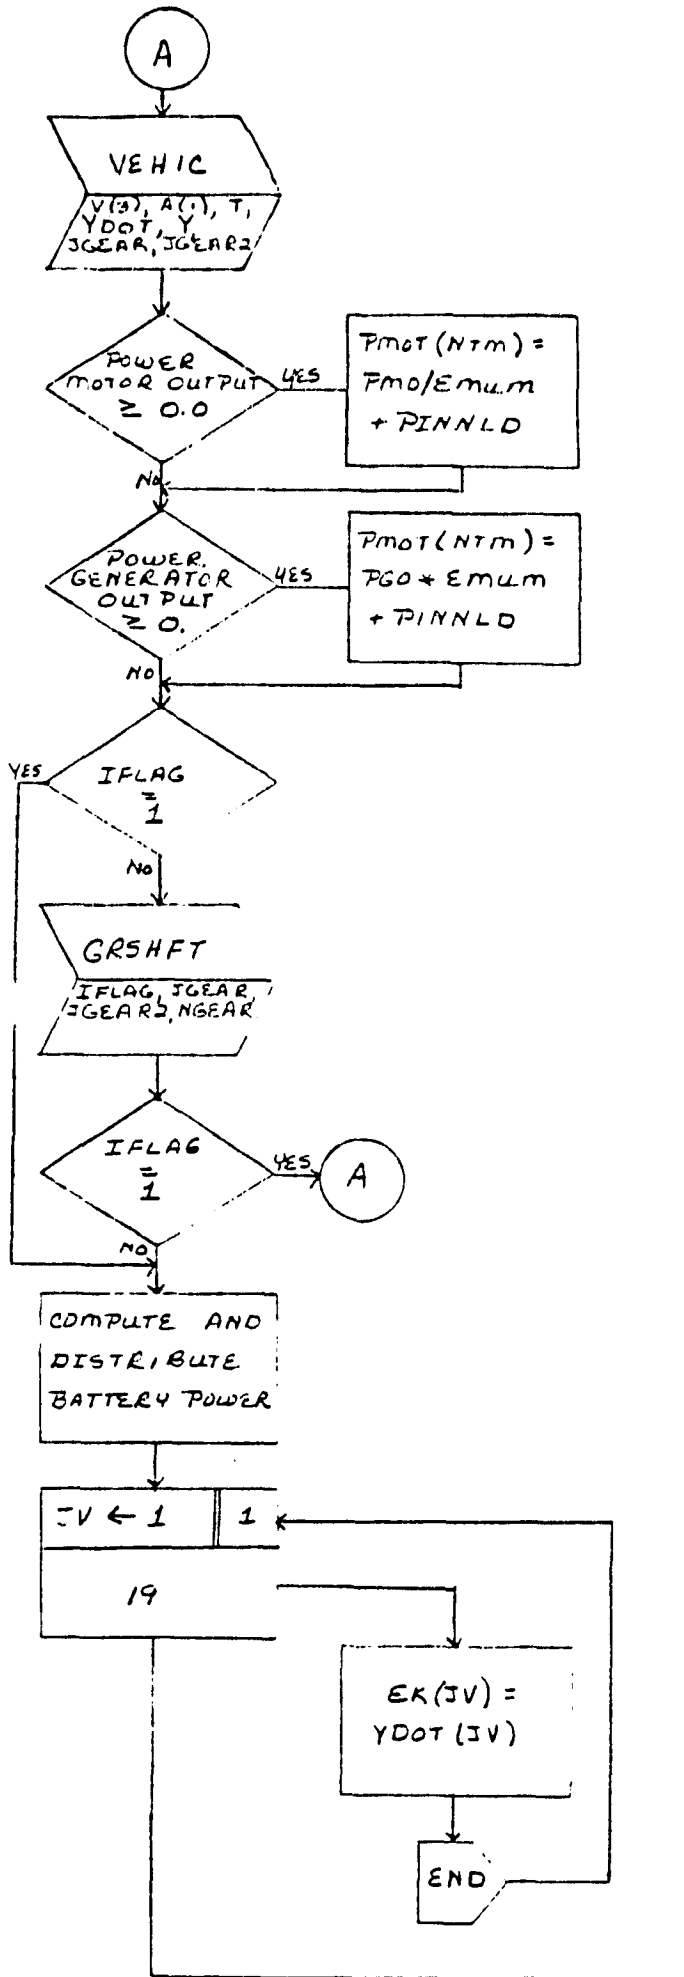 A
VEHIC
V(3), A(1), T,
YDOT, Y,
JGEAR, JGEAR2
POWER
MOTOR OUTPUT
≥ 0.0
YES
PMOT(NTM) =
PMO/EMUM
+ PINNLD
NO
POWER
GENERATOR
OUTPUT
≥ 0.
YES
PMOT(NTM) =
PGO * EMUM
+ PINNLD
NO
IFLAG
=
1
YES
NO
GRSHFT
IFLAG, JGEAR,
JGEAR2, NGEAR
IFLAG
=
1
YES
A
NO
COMPUTE AND
DISTRIBUTE
BATTERY POWER
JV ← 1
1
19
EK(JV) =
YDOT(JV)
END